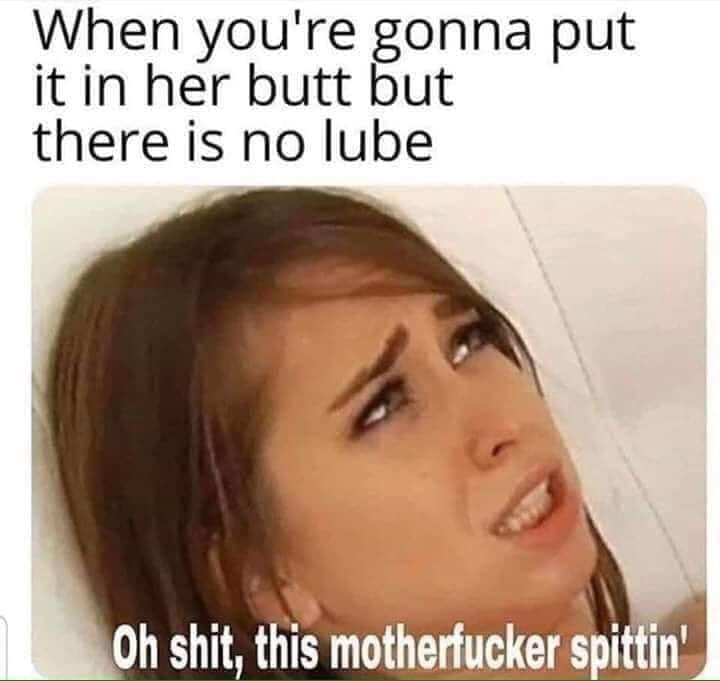 When you're gonna put
it in her butt but
there is no lube
Oh shit, this motherfucker spittin'